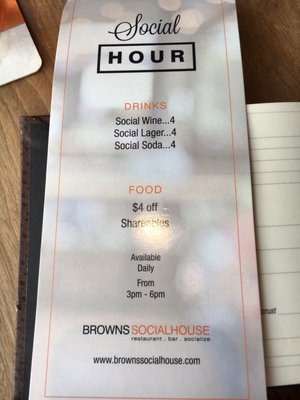 Social
HOUR
DRINKS
Social Wine...4
Social Lager...4
Social Soda...4
FOOD
$4 off
Shareables
Available
Daily
From
3pm - 6pm
BROWNS SOCIALHOUSE
restaurant . bar . socialize
www.brownssocialhouse.com
crust